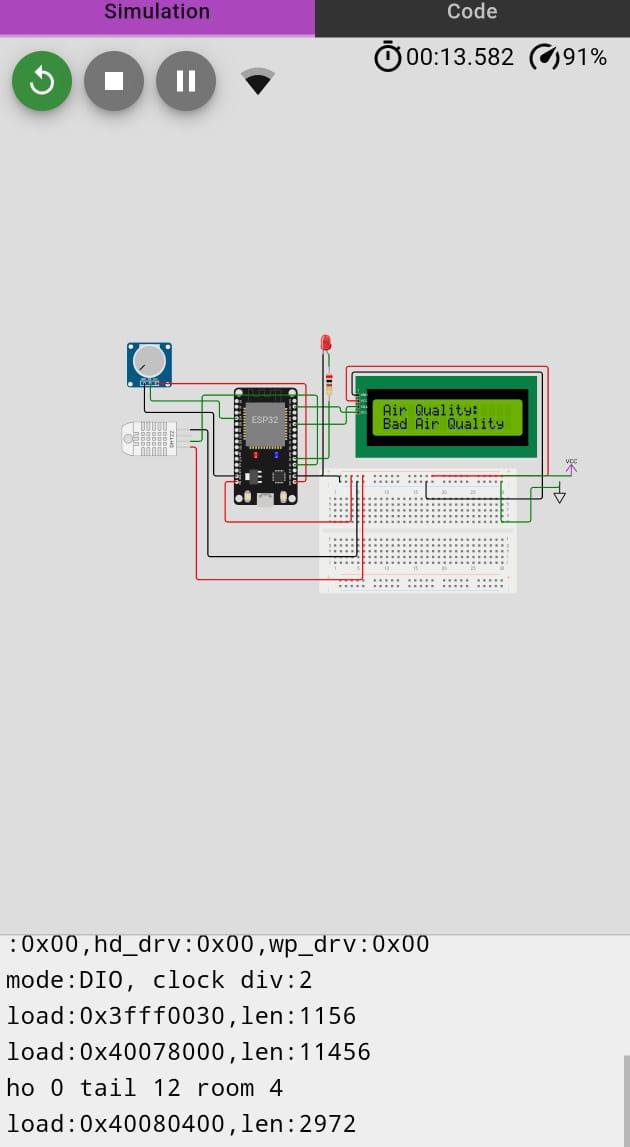 Simulation
Code
00:13.582
91%
ESP32
Air Quality:
Bad Air Quality
DHT22
VCC
:0x00,hd_drv:0x00,wp_drv:0x00
mode:DIO, clock div:2
load:0x3fff0030,len:1156
load:0x40078000,len:11456
ho 0 tail 12 room 4
load:0x40080400,len:2972